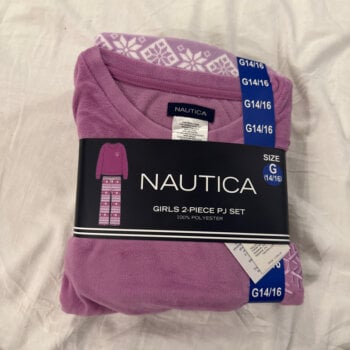 G14/16
G14/16
G14/16
G14/16
NAUTICA
SIZE
G
(14/16)
NAUTICA
GIRLS 2-PIECE PJ SET
100% POLYESTER
G14/16